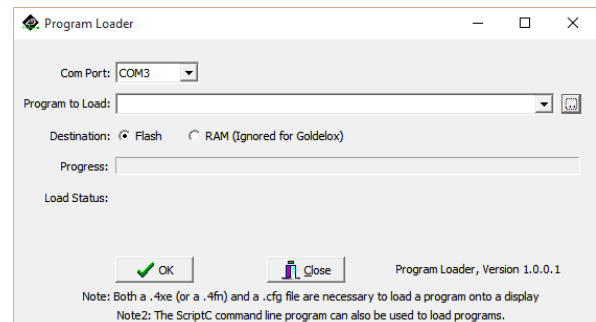 Program Loader
Com Port: COM3
Program to Load: ...
Destination: Flash RAM (Ignored for Goldelox)
Progress:
Load Status:
OK Close Program Loader, Version 1.0.0.1
Note: Both a .4xe (or a .4fn) and a .cfg file are necessary to load a program onto a display
Note2: The ScriptC command line program can also be used to load programs.